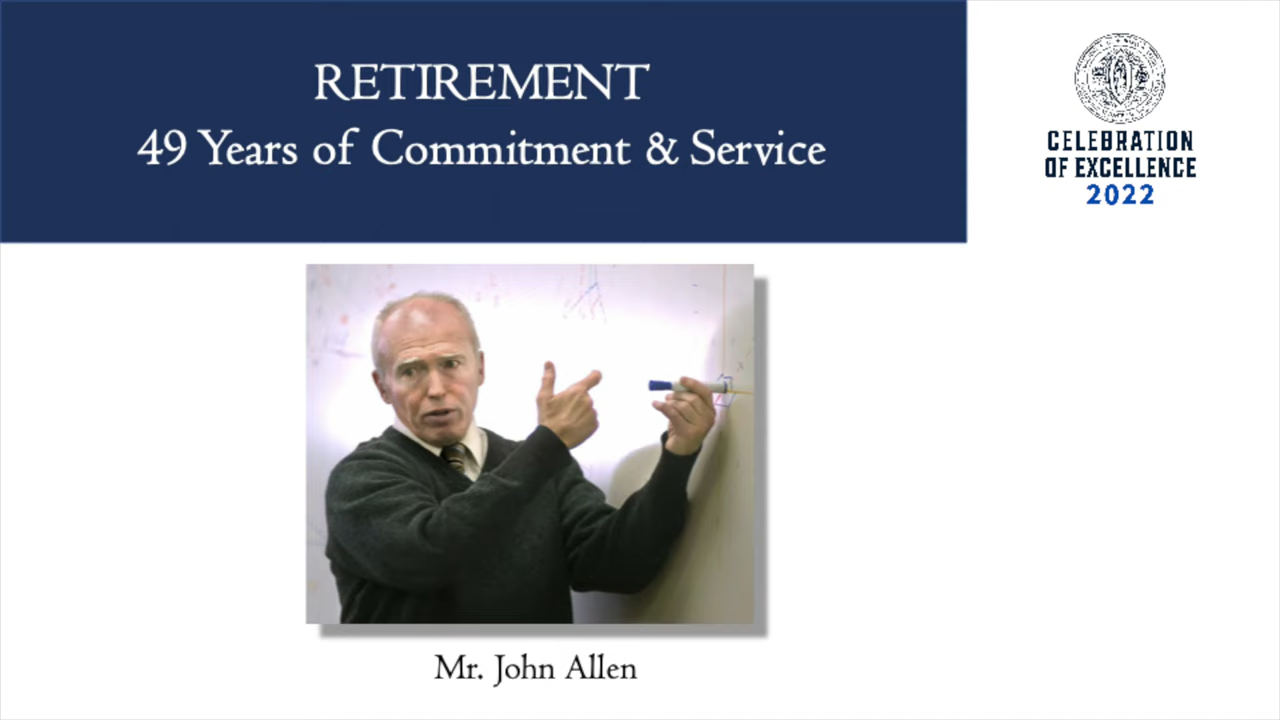 RETIREMENT
49 Years of Commitment & Service
CELEBRATION
OF EXCELLENCE
2022
Mr. John Allen